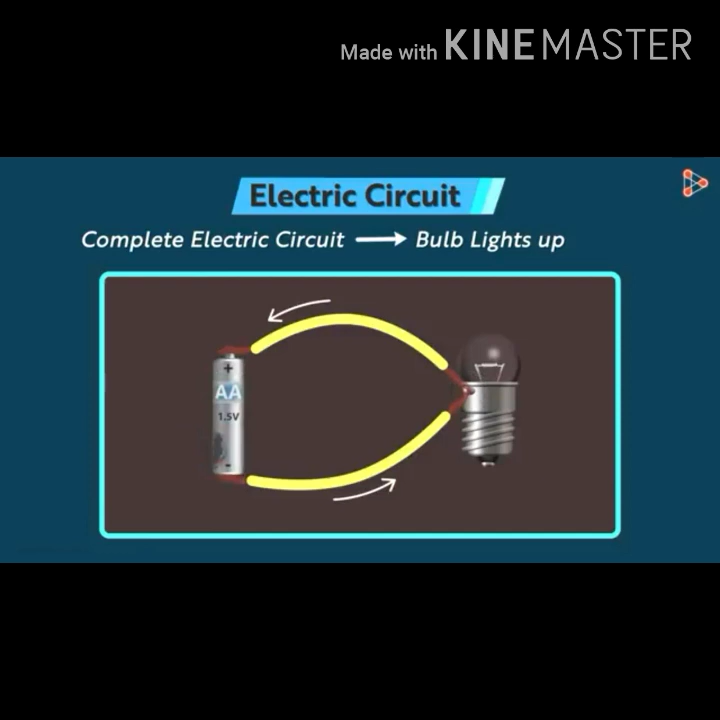 Made with KINEMASTER
Electric Circuit
Complete Electric Circuit → Bulb Lights up
+
AA
1.5V
-